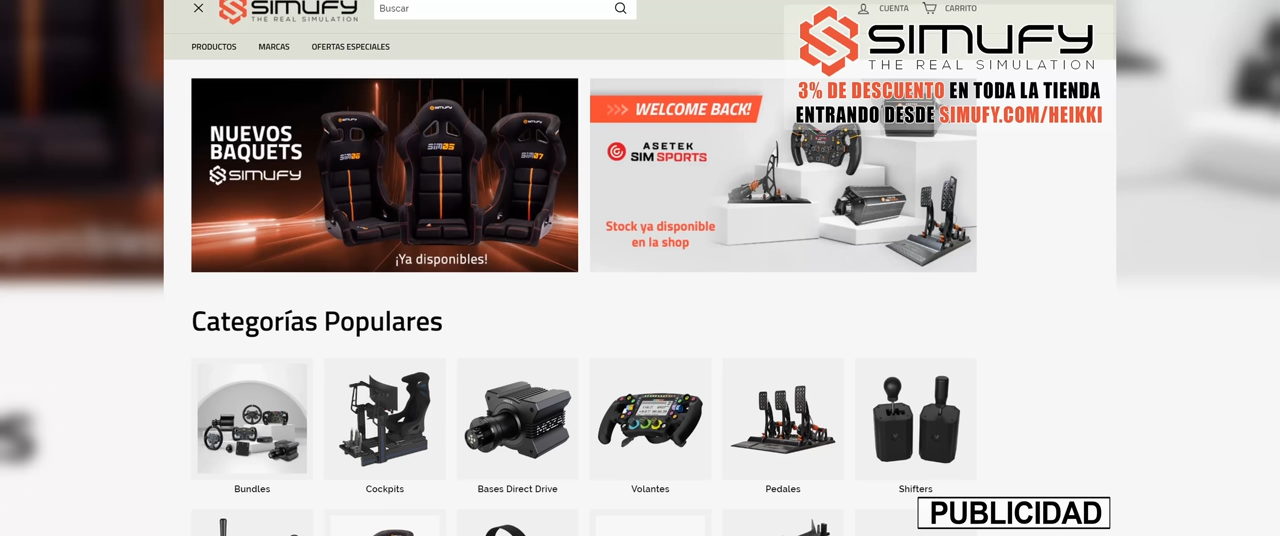 SIMUFY
THE REAL SIMULATION
Buscar
CUENTA
CARRITO
PRODUCTOS
MARCAS
OFERTAS ESPECIALES
SIMUFY
THE REAL SIMULATION
3% DE DESCUENTO EN TODA LA TIENDA
ENTRANDO DESDE SIMUFY.COM/HEIKKI
NUEVOS
BAQUETS
SIMUFY
¡Ya disponibles!
WELCOME BACK!
ASETEK
SIM SPORTS
Stock ya disponible
en la shop
Categorías Populares
Bundles
Cockpits
Bases Direct Drive
Volantes
Pedales
Shifters
PUBLICIDAD